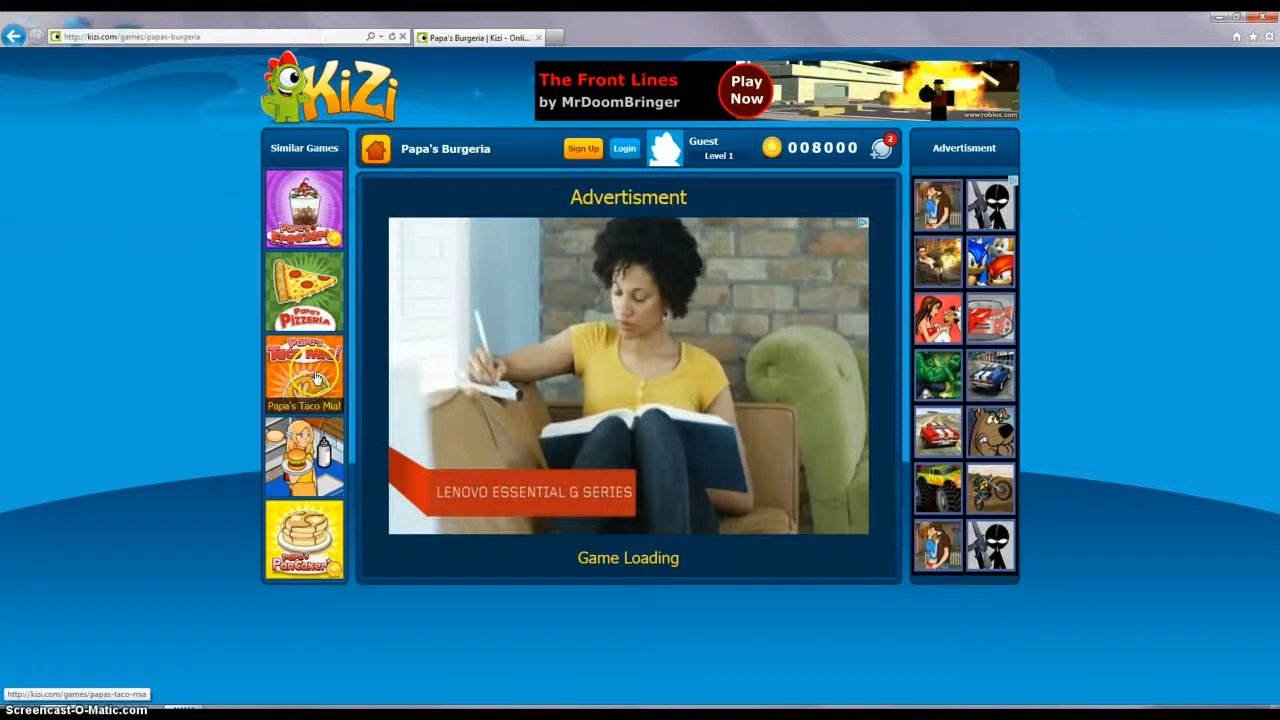 http://kizi.com/games/papas-burgeria
Papa's Burgeria | Kizi - Onli...
KiZi
The Front Lines
by MrDoomBringer
Play
Now
www.roblox.com
Similar Games
Papa's Burgeria
Sign Up
Login
Guest
Level 1
008000
2
Advertisment
Papa's
Freezeria
Papa's
Pizzeria
Papa's
Taco Mia!
Papa's Taco Mia!
Papa's
Pancakeria
Advertisment
LENOVO ESSENTIAL G SERIES
Game Loading
http://kizi.com/games/papas-taco-mia
Screencast-O-Matic.com